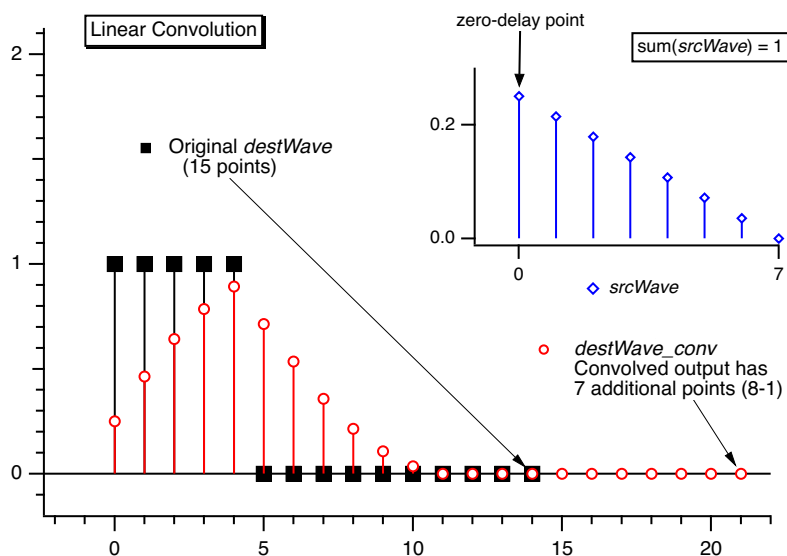 Linear Convolution
zero-delay point
sum(srcWave) = 1
Original destWave
(15 points)
0.2
0.0
0
7
srcWave
destWave_conv
Convolved output has
7 additional points (8-1)
2
1
0
0
5
10
15
20